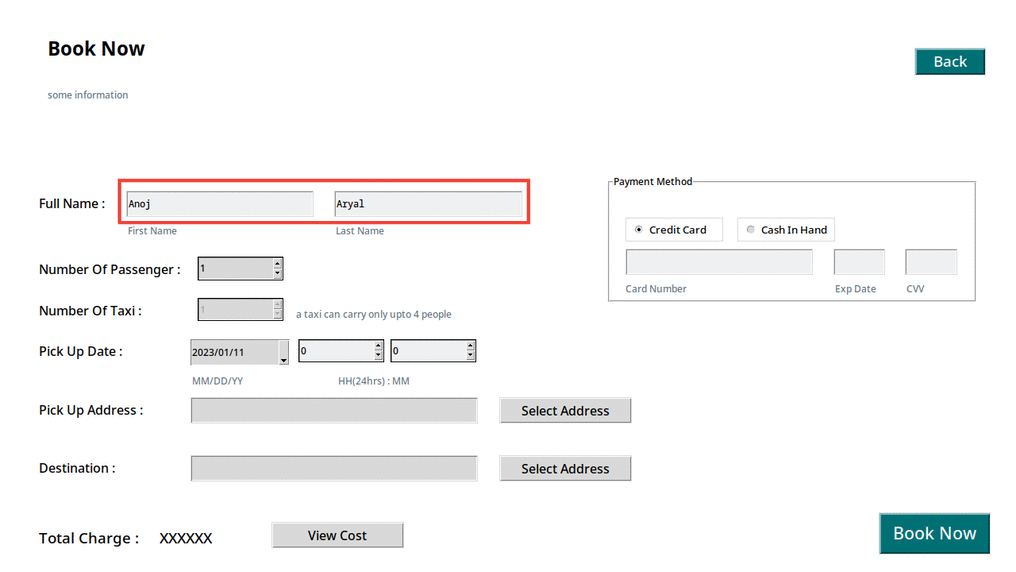 Book Now
Back
some information
Full Name :
Anoj
Aryal
First Name
Last Name
Number Of Passenger :
1
Number Of Taxi :
1
a taxi can carry only upto 4 people
Pick Up Date :
2023/01/11
0
0
MM/DD/YY
HH(24hrs) : MM
Pick Up Address :
Select Address
Destination :
Select Address
Total Charge :
XXXXXX
View Cost
Payment Method
Credit Card
Cash In Hand
Card Number
Exp Date
CVV
Book Now